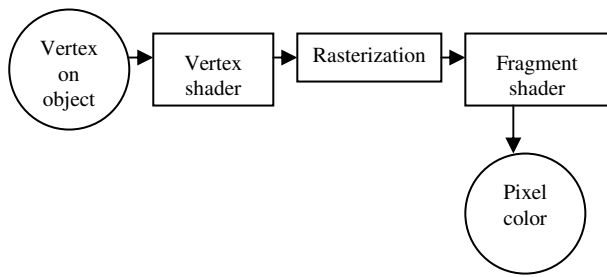 Vertex
on
object
Vertex
shader
Rasterization
Fragment
shader
Pixel
color